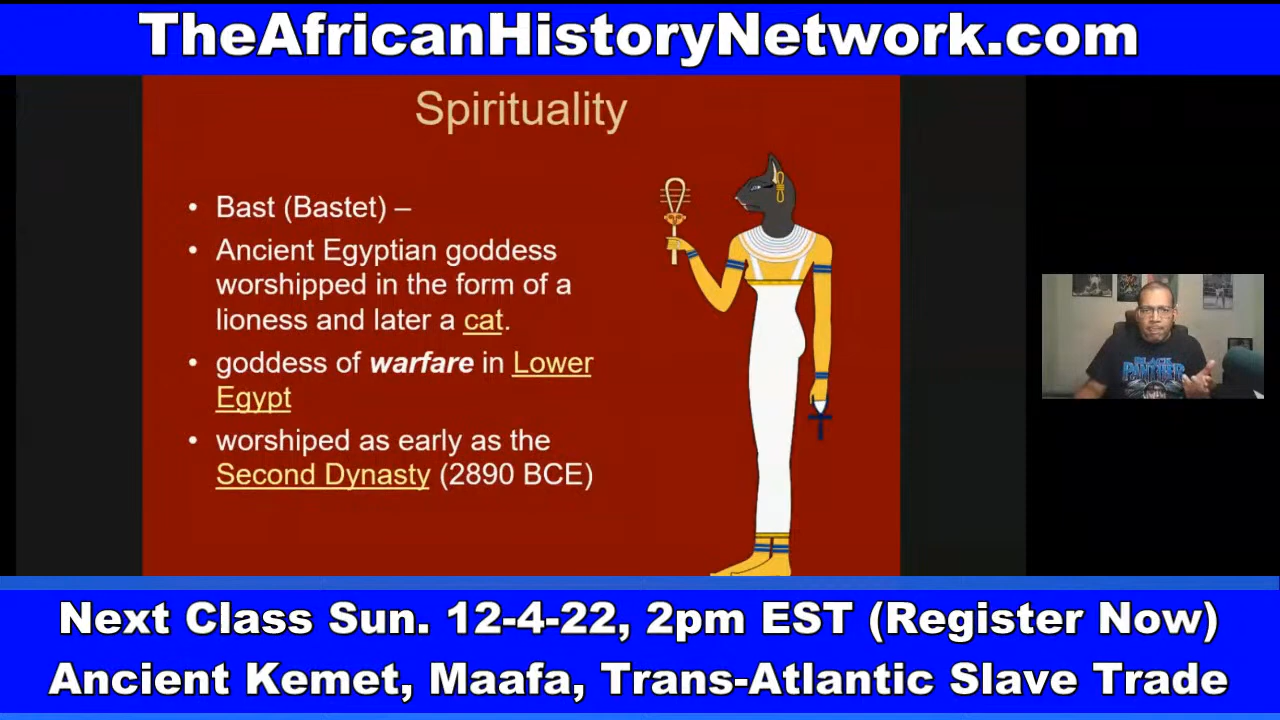 TheAfricanHistoryNetwork.com
Spirituality
• Bast (Bastet) –
• Ancient Egyptian goddess
worshipped in the form of a
lioness and later a cat.
• goddess of warfare in Lower
Egypt
• worshiped as early as the
Second Dynasty (2890 BCE)
BLACK
PANTHER
Next Class Sun. 12-4-22, 2pm EST (Register Now)
Ancient Kemet, Maafa, Trans-Atlantic Slave Trade